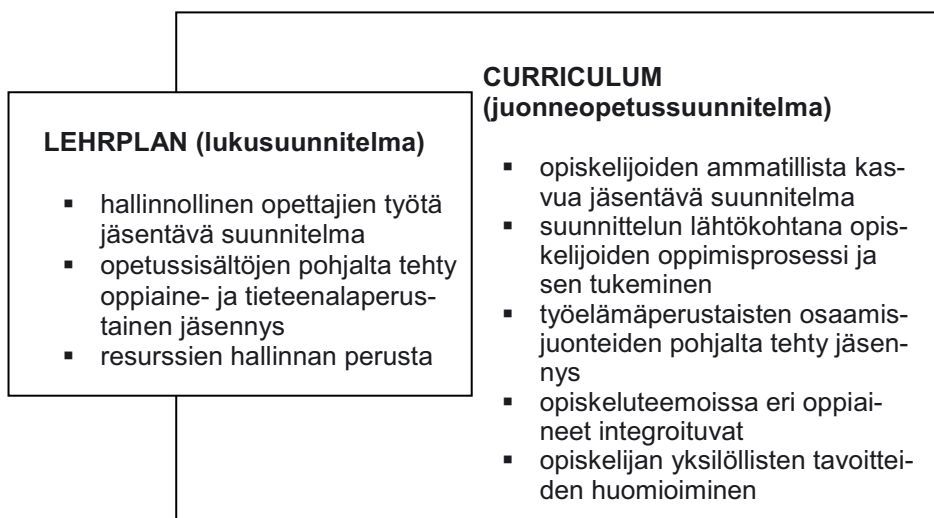 LEHRPLAN (lukusuunnitelma)
▪ hallinnollinen opettajien työtä
jäsentävä suunnitelma
▪ opetussisältöjen pohjalta tehty
oppiaine- ja tieteenalaperus-
tainen jäsennys
▪ resurssien hallinnan perusta
CURRICULUM
(juonneopetussuunnitelma)
▪ opiskelijoiden ammatillista kas-
vua jäsentävä suunnitelma
▪ suunnittelun lähtökohtana opis-
kelijoiden oppimisprosessi ja
sen tukeminen
▪ työelämäperustaisten osaamis-
juonteiden pohjalta tehty jäsen-
nys
▪ opiskeluteemoissa eri oppiai-
neet integroituvat
▪ opiskelijan yksilöllisten tavoittei-
den huomioiminen